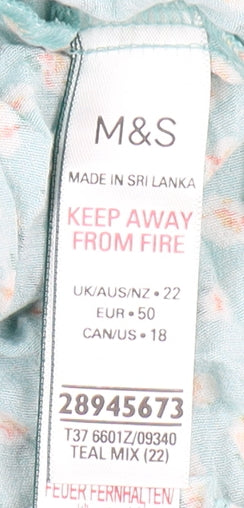 M&S
MADE IN SRI LANKA
KEEP AWAY
FROM FIRE
UK/AUS/NZ • 22
EUR • 50
CAN/US • 18
28945673
T37 6601Z/09340
TEAL MIX (22)
FEUER FERNHALTEN/